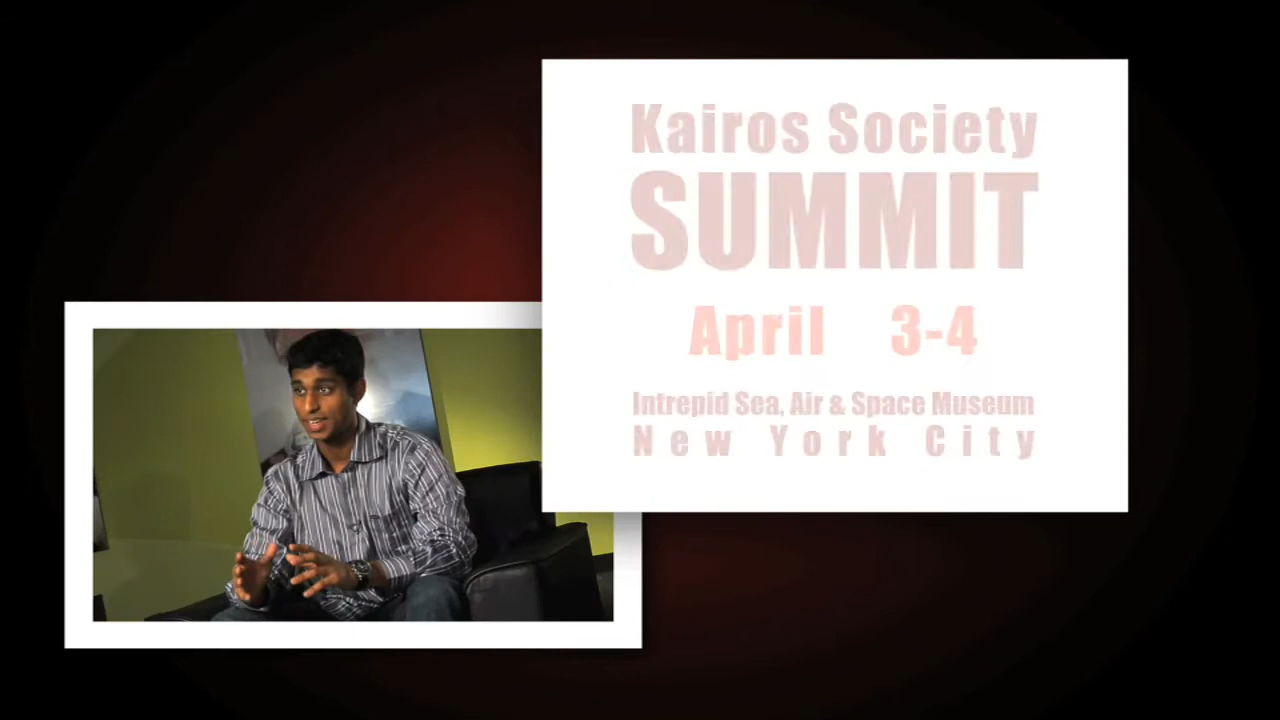 Kairos Society
SUMMIT
April 3-4
Intrepid Sea, Air & Space Museum
New York City